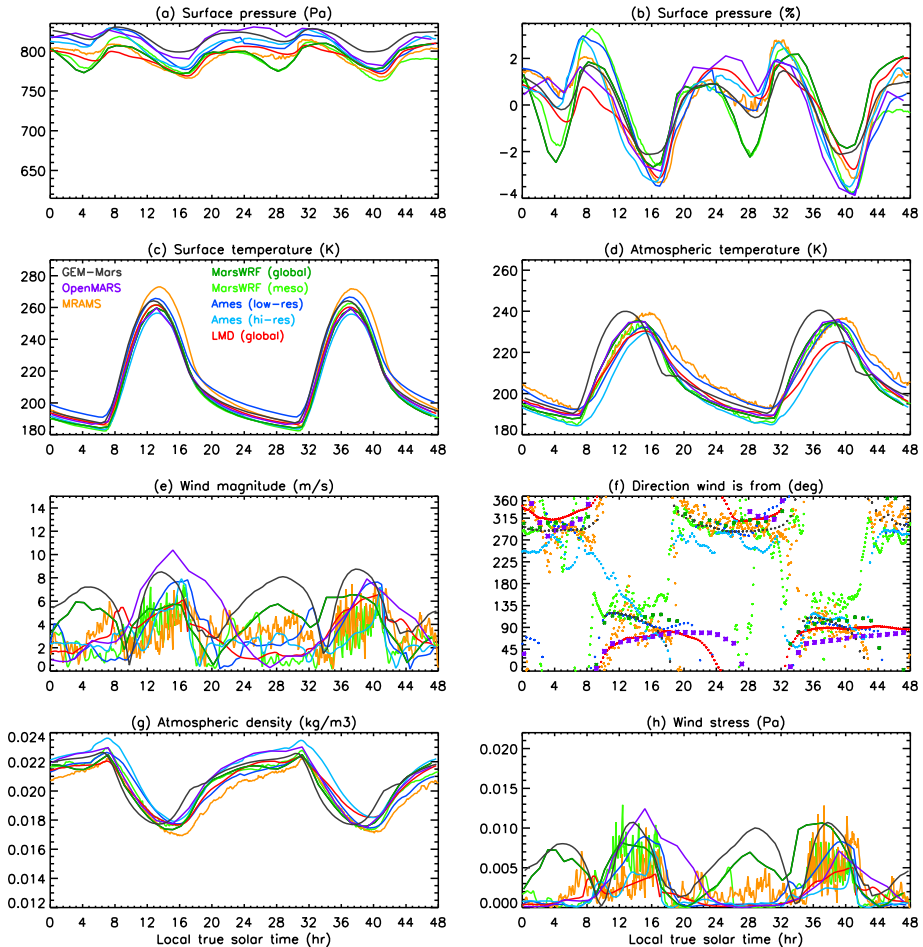 (a) Surface pressure (Pa)
800
750
700
650
0 4 8 12 16 20 24 28 32 36 40 44 48
(b) Surface pressure (%)
2
0
−2
−4
0 4 8 12 16 20 24 28 32 36 40 44 48
(c) Surface temperature (K)
280
260
240
220
200
180
GEM−Mars
OpenMARS
MRAMS
MarsWRF (global)
MarsWRF (meso)
Ames (low−res)
Ames (hi−res)
LMD (global)
0 4 8 12 16 20 24 28 32 36 40 44 48
(d) Atmospheric temperature (K)
260
240
220
200
180
0 4 8 12 16 20 24 28 32 36 40 44 48
(e) Wind magnitude (m/s)
14
12
10
8
6
4
2
0
0 4 8 12 16 20 24 28 32 36 40 44 48
(f) Direction wind is from (deg)
360
315
270
225
180
135
90
45
0
0 4 8 12 16 20 24 28 32 36 40 44 48
(g) Atmospheric density (kg/m3)
0.024
0.022
0.020
0.018
0.016
0.014
0.012
0 4 8 12 16 20 24 28 32 36 40 44 48
Local true solar time (hr)
(h) Wind stress (Pa)
0.020
0.015
0.010
0.005
0.000
0 4 8 12 16 20 24 28 32 36 40 44 48
Local true solar time (hr)